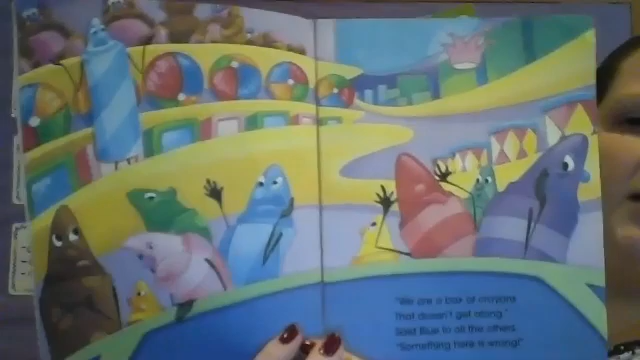 "We are a box of crayons
that doesn't get along."
Said Blue to all the others.
"Something here is wrong!"